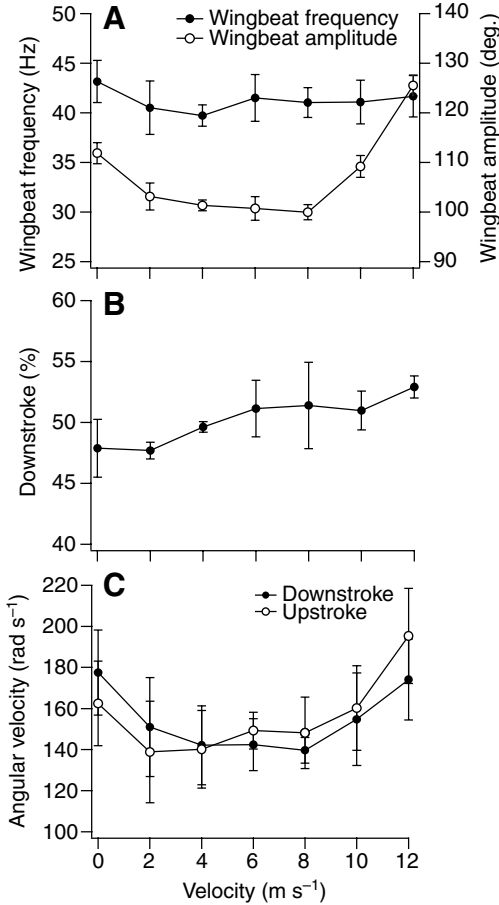 A
Wingbeat frequency
Wingbeat amplitude
Wingbeat frequency (Hz)
50
45
40
35
30
25
Wingbeat amplitude (deg.)
140
130
120
110
100
90
B
Downstroke (%)
60
55
50
45
40
C
Downstroke
Upstroke
Angular velocity (rad s⁻¹)
220
200
180
160
140
120
100
0 2 4 6 8 10 12
Velocity (m s⁻¹)